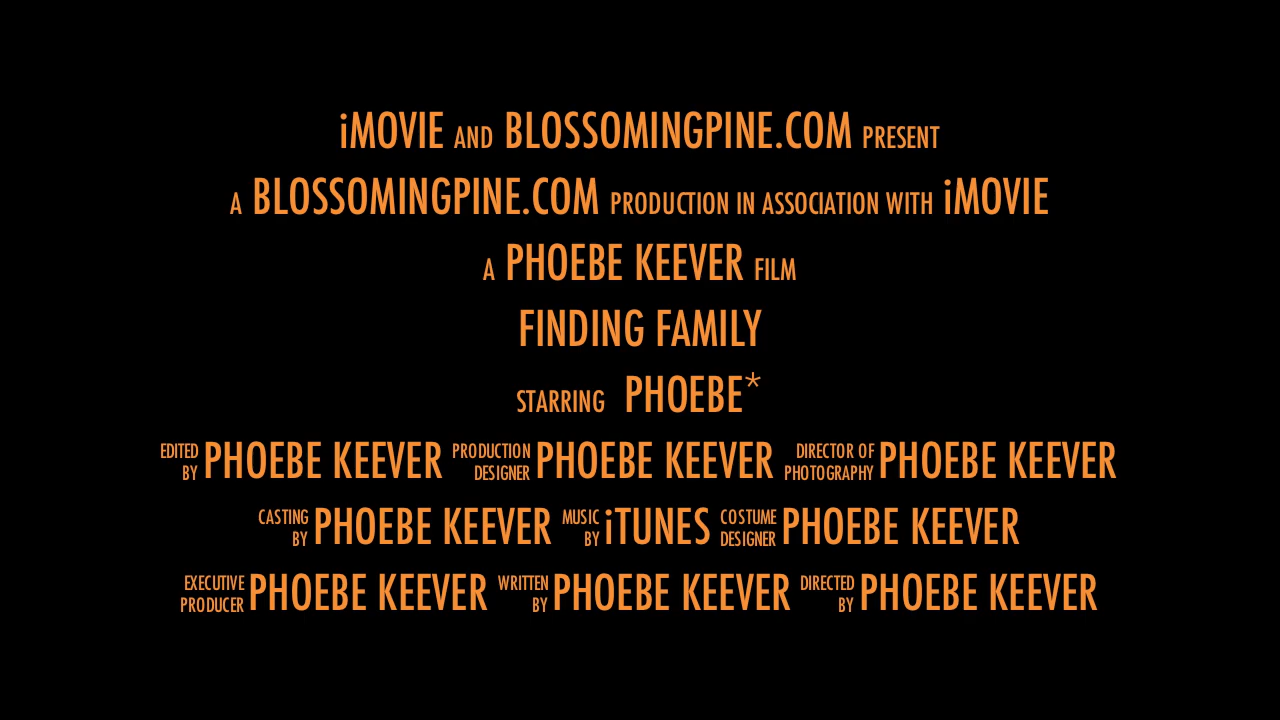 iMOVIE AND BLOSSOMINGPINE.COM PRESENT
A BLOSSOMINGPINE.COM PRODUCTION IN ASSOCIATION WITH iMOVIE
A PHOEBE KEEVER FILM
FINDING FAMILY
STARRING PHOEBE*
EDITED BY PHOEBE KEEVER PRODUCTION DESIGNER PHOEBE KEEVER DIRECTOR OF PHOTOGRAPHY PHOEBE KEEVER
CASTING BY PHOEBE KEEVER MUSIC BY iTUNES COSTUME DESIGNER PHOEBE KEEVER
EXECUTIVE PRODUCER PHOEBE KEEVER WRITTEN BY PHOEBE KEEVER DIRECTED BY PHOEBE KEEVER